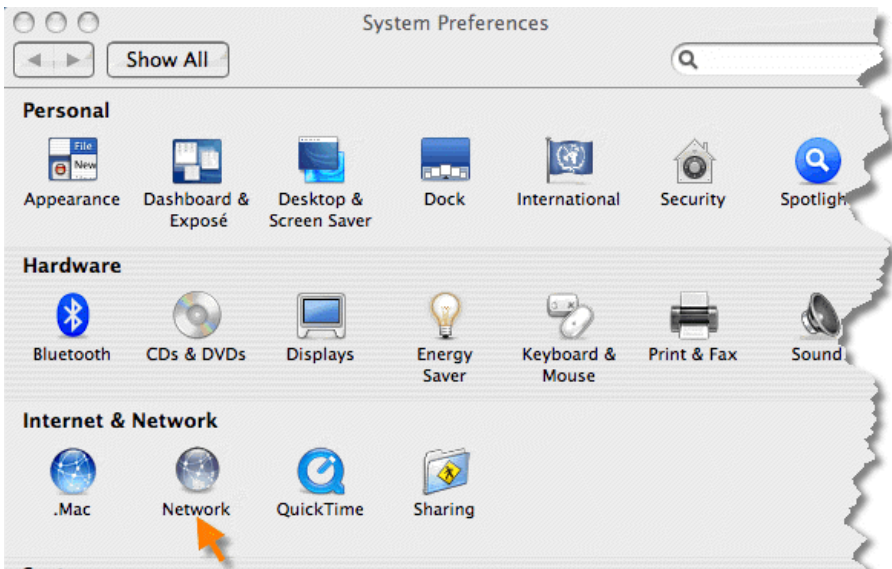 System Preferences
Show All
Personal
File
New
Appearance
Dashboard &
Exposé
Desktop &
Screen Saver
Dock
International
Security
Spotligh
Hardware
Bluetooth
CDs & DVDs
Displays
Energy
Saver
Keyboard &
Mouse
Print & Fax
Sound
Internet & Network
.Mac
Network
QuickTime
Sharing